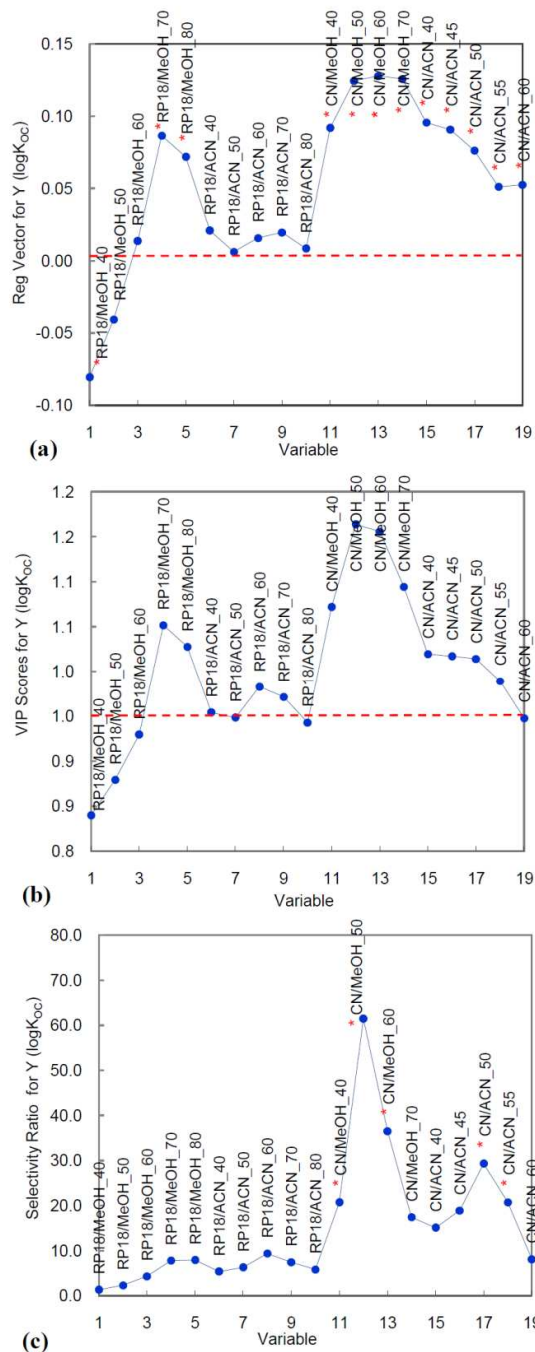 Reg Vector for Y (logK_OC)
0.15
0.10
0.05
0.00
-0.05
-0.10
* RP18/MeOH_40
RP18/MeOH_50
RP18/MeOH_60
* RP18/MeOH_70
* RP18/MeOH_80
RP18/ACN_40
RP18/ACN_50
RP18/ACN_60
RP18/ACN_70
RP18/ACN_80
* CN/MeOH_40
* CN/MeOH_50
* CN/MeOH_60
* CN/MeOH_70
* CN/ACN_40
* CN/ACN_45
* CN/ACN_50
* CN/ACN_55
* CN/ACN_60
1 3 5 7 9 11 13 15 17 19
(a) Variable
VIP Scores for Y (logK_OC)
1.2
1.2
1.1
1.1
1.0
1.0
0.9
0.9
0.8
RP18/MeOH_40
RP18/MeOH_50
RP18/MeOH_60
RP18/MeOH_70
RP18/MeOH_80
RP18/ACN_40
RP18/ACN_50
RP18/ACN_60
RP18/ACN_70
RP18/ACN_80
CN/MeOH_40
CN/MeOH_50
CN/MeOH_60
CN/MeOH_70
CN/ACN_40
CN/ACN_45
CN/ACN_50
CN/ACN_55
CN/ACN_60
1 3 5 7 9 11 13 15 17 19
(b) Variable
Selectivity Ratio for Y (logK_OC)
80.0
70.0
60.0
50.0
40.0
30.0
20.0
10.0
0.0
RP18/MeOH_40
RP18/MeOH_50
RP18/MeOH_60
RP18/MeOH_70
RP18/MeOH_80
RP18/ACN_40
RP18/ACN_50
RP18/ACN_60
RP18/ACN_70
RP18/ACN_80
* CN/MeOH_40
* CN/MeOH_50
* CN/MeOH_60
CN/MeOH_70
CN/ACN_40
CN/ACN_45
* CN/ACN_50
* CN/ACN_55
CN/ACN_60
1 3 5 7 9 11 13 15 17 19
(c) Variable